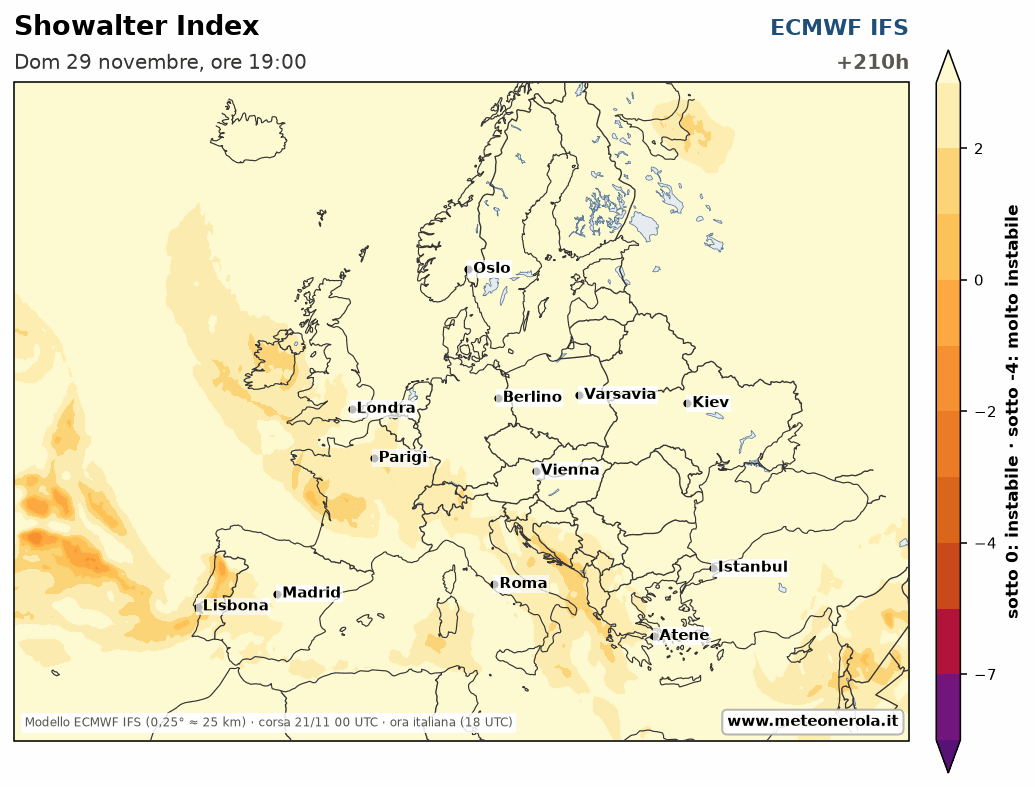 Showalter Index
ECMWF IFS
Dom 29 novembre, ore 19:00
+210h
Oslo
Londra
Berlino
Varsavia
Kiev
Parigi
Vienna
Istanbul
Roma
Madrid
Lisbona
Atene
2
0
−2
−4
−7
sotto 0: instabile · sotto -4: molto instabile
Modello ECMWF IFS (0,25° ≈ 25 km) · corsa 21/11 00 UTC · ora italiana (18 UTC)
www.meteonerola.it